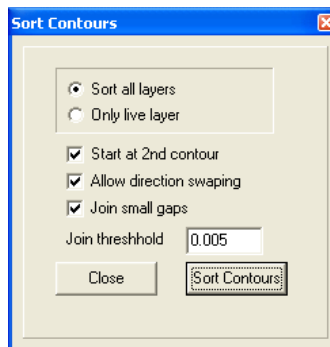 Sort Contours
Sort all layers
Only live layer
Start at 2nd contour
Allow direction swaping
Join small gaps
Join threshhold 0.005
Close Sort Contours